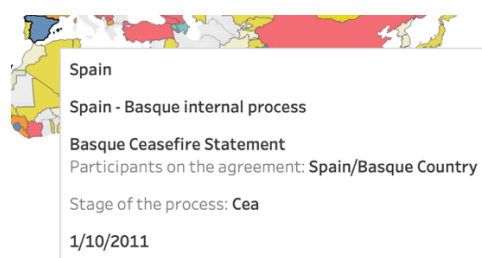 Spain
Spain - Basque internal process
Basque Ceasefire Statement
Participants on the agreement: Spain/Basque Country
Stage of the process: Cea
1/10/2011